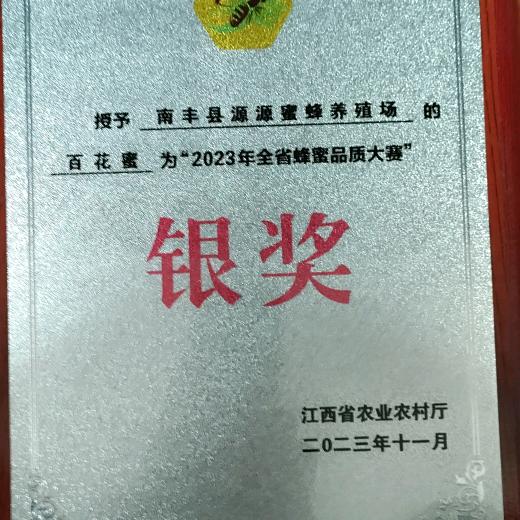 授予 南丰县源源蜜蜂养殖场 的
百花蜜 为“2023年全省蜂蜜品质大赛”
银奖
江西省农业农村厅
二〇二三年十一月